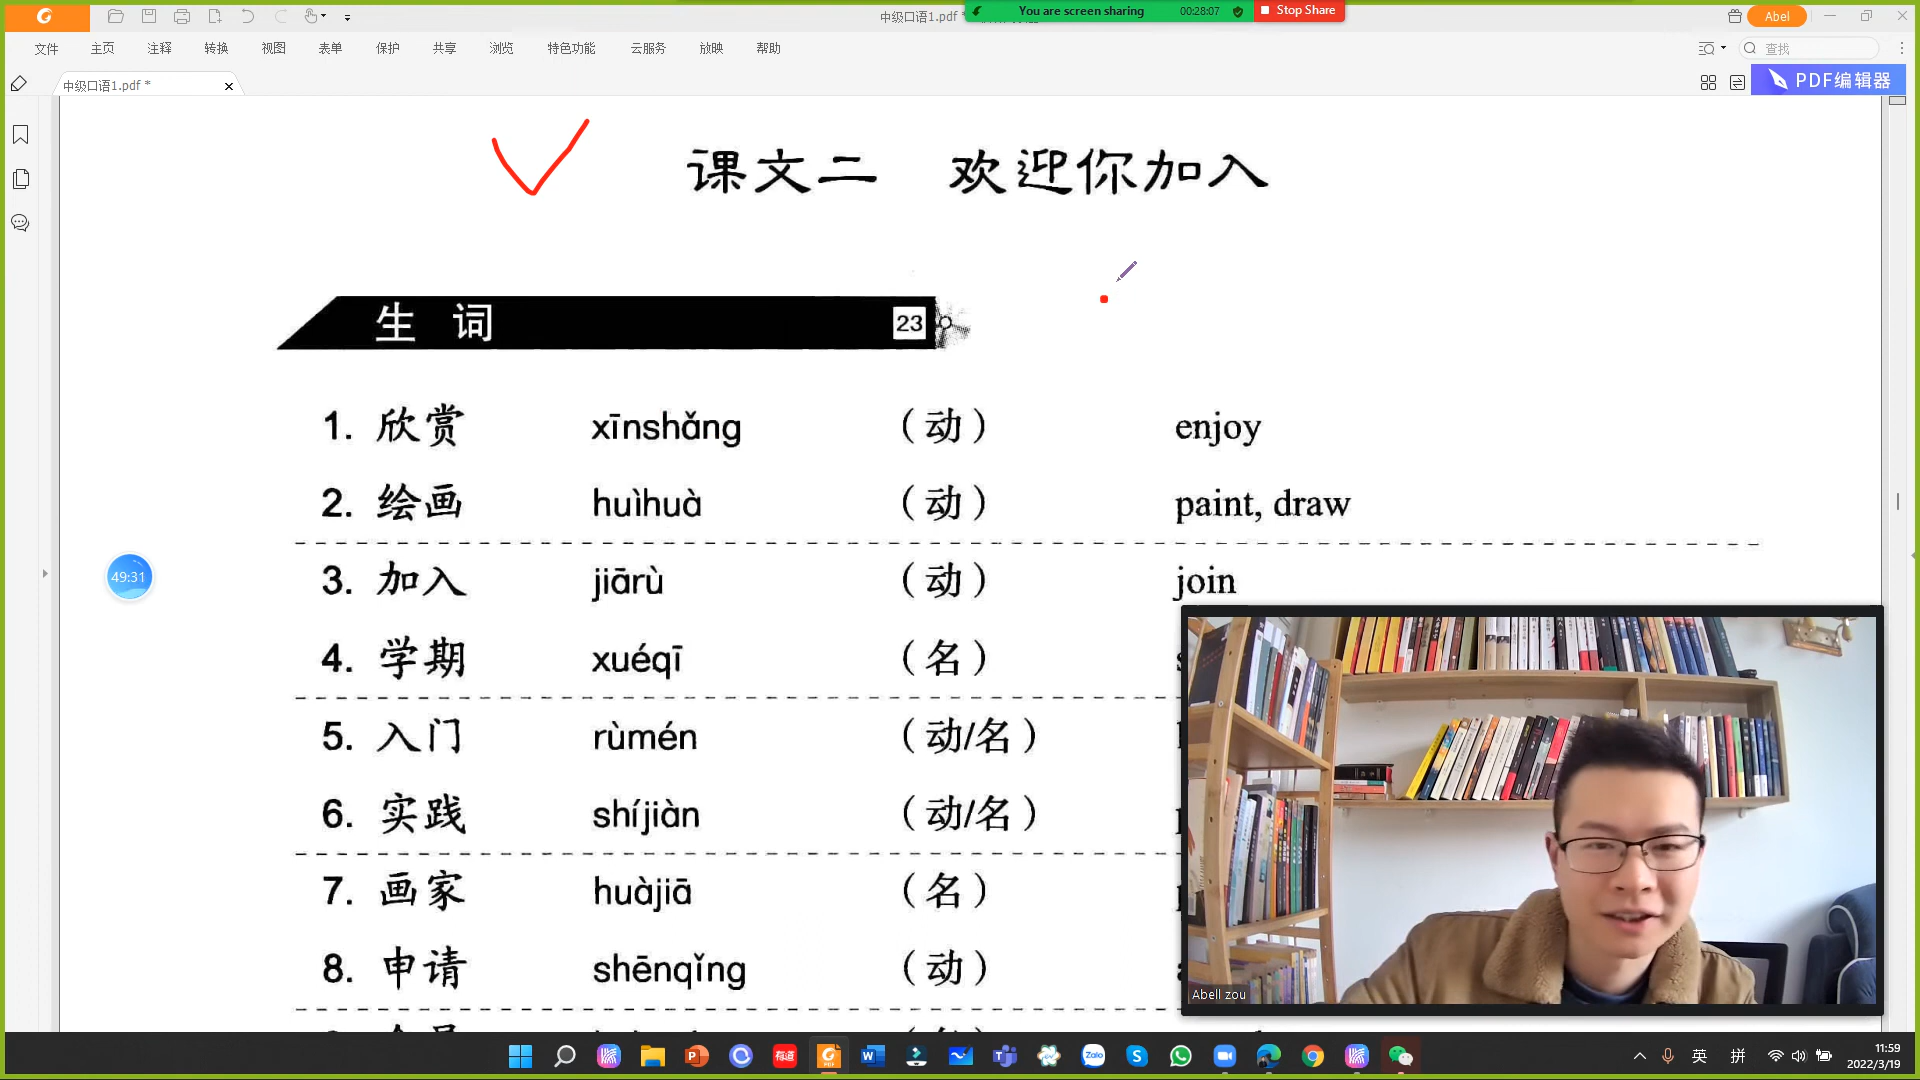 中级口语1.pdf *
You are screen sharing
00:28:07
Stop Share
Abel
文件 主页 注释 转换 视图 表单 保护 共享 浏览 特色功能 云服务 放映 帮助
查找
中级口语1.pdf *
PDF编辑器
课文二 欢迎你加入
生 词 23
1. 欣赏 xīnshǎng （动） enjoy
2. 绘画 huìhuà （动） paint, draw
3. 加入 jiārù （动） join
4. 学期 xuéqī （名）
5. 入门 rùmén （动/名）
6. 实践 shíjiàn （动/名）
7. 画家 huàjiā （名）
8. 申请 shēnqǐng （动）
49:31
Abell zou
有道
PDF
Zalo
英 拼
11:59
2022/3/19